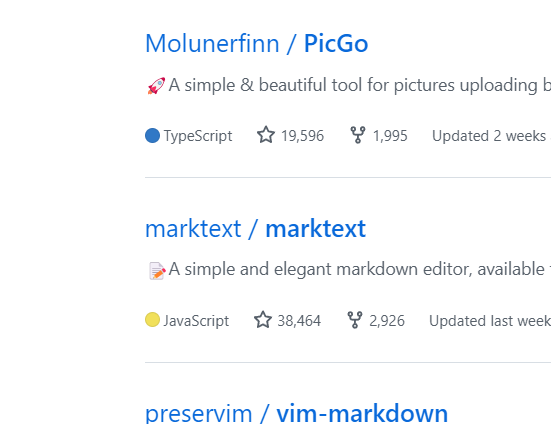 Molunerfinn / PicGo
🚀A simple & beautiful tool for pictures uploading
TypeScript 19,596 1,995 Updated 2 weeks
marktext / marktext
📝A simple and elegant markdown editor, available
JavaScript 38,464 2,926 Updated last week
preservim / vim-markdown